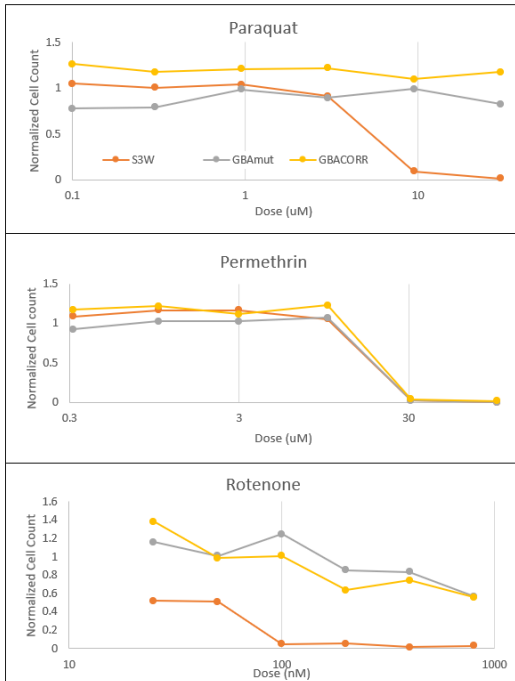 Paraquat
Normalized Cell Count
1.5
1
0.5
0
S3W GBAmut GBACORR
0.1 1 10
Dose (uM)
Permethrin
Normalized Cell count
1.5
1
0.5
0
0.3 3 30
Dose (uM)
Rotenone
Normalized Cell Count
1.6
1.4
1.2
1
0.8
0.6
0.4
0.2
0
10 100 1000
Dose (nM)